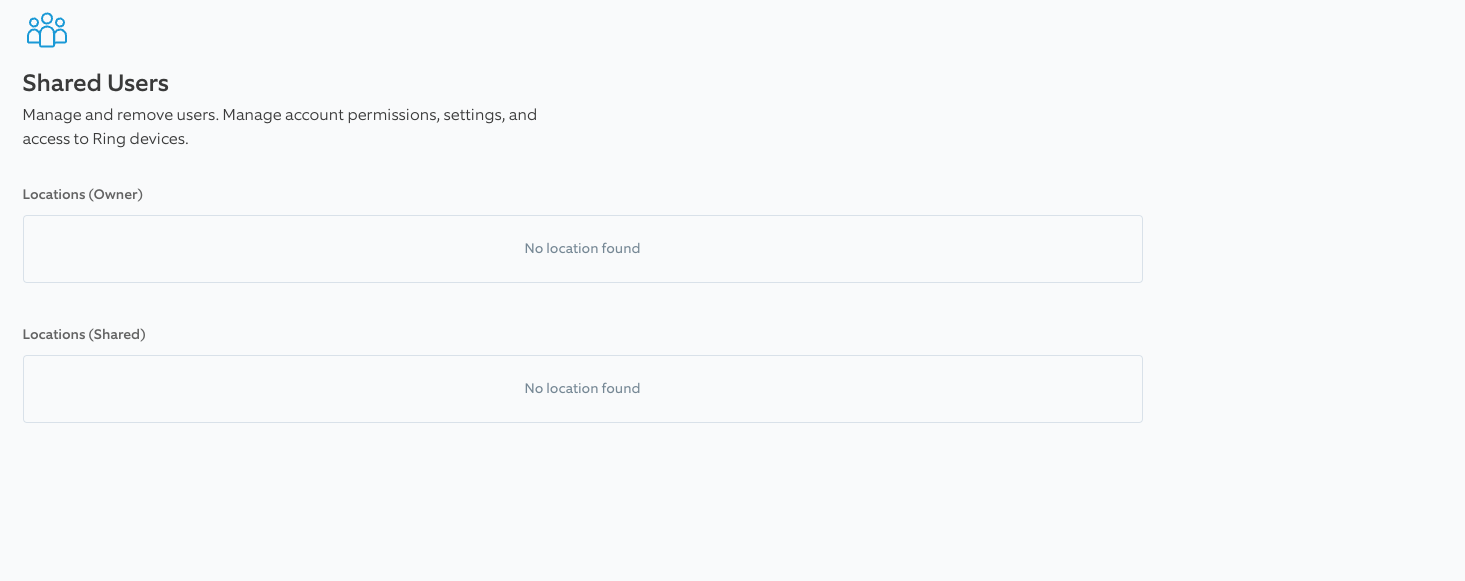 Shared Users
Manage and remove users. Manage account permissions, settings, and
access to Ring devices.
Locations (Owner)
No location found
Locations (Shared)
No location found